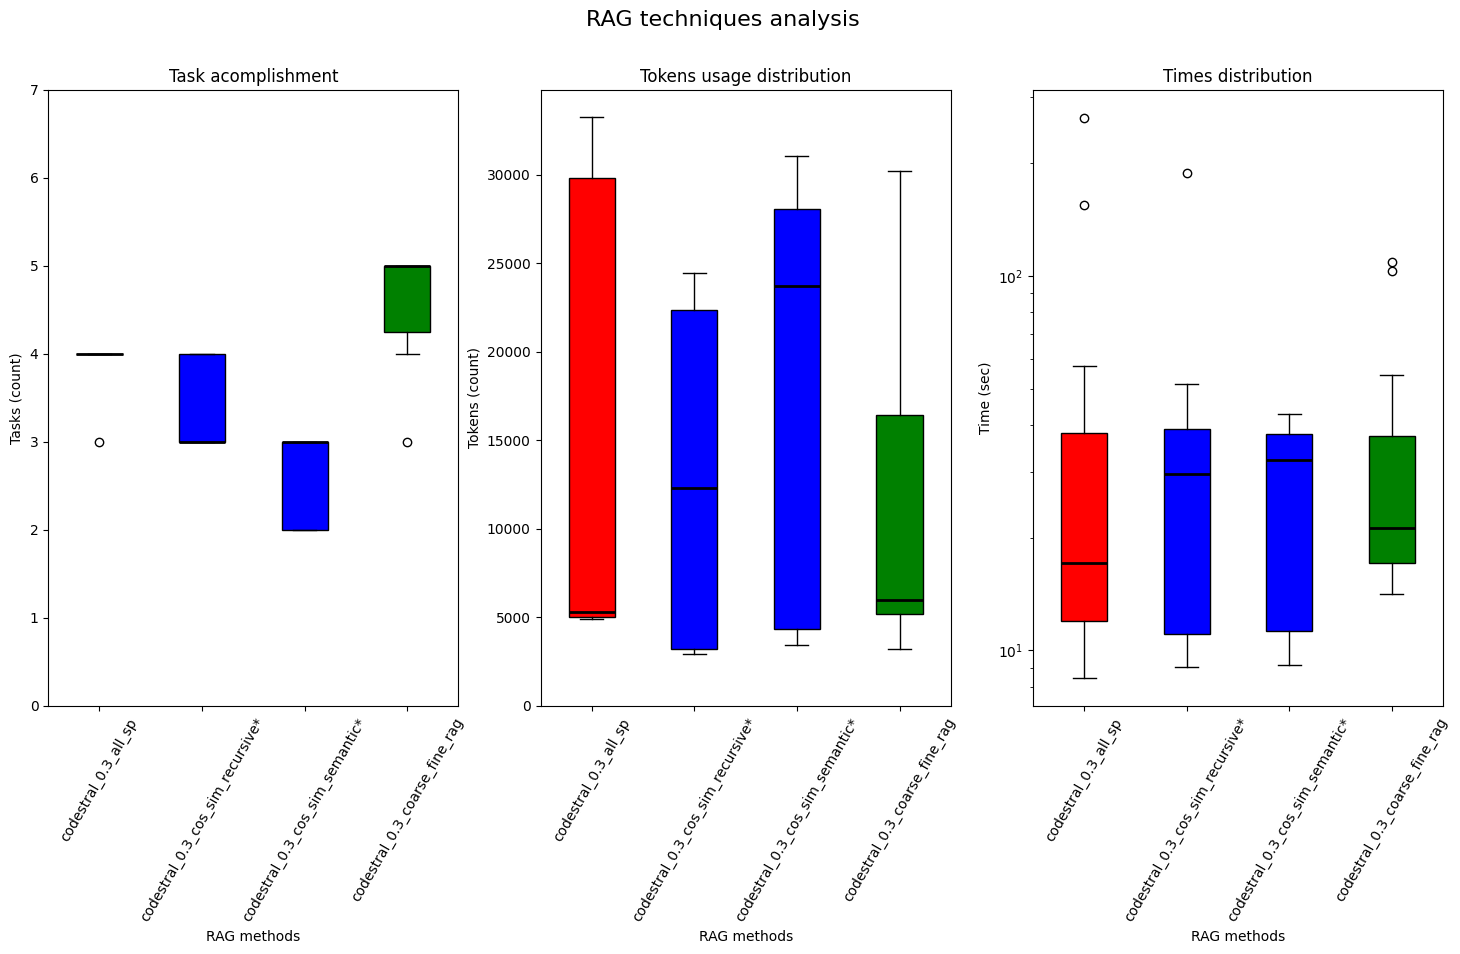 RAG techniques analysis
Task acomplishment
7
6
5
4
3
2
1
0
Tasks (count)
codestral_0.3_all_sp
codestral_0.3_cos_sim_recursive*
codestral_0.3_cos_sim_semantic*
codestral_0.3_coarse_fine_rag
RAG methods
Tokens usage distribution
30000
25000
20000
15000
10000
5000
0
Tokens (count)
codestral_0.3_all_sp
codestral_0.3_cos_sim_recursive*
codestral_0.3_cos_sim_semantic*
codestral_0.3_coarse_fine_rag
RAG methods
Times distribution
10²
10¹
Time (sec)
codestral_0.3_all_sp
codestral_0.3_cos_sim_recursive*
codestral_0.3_cos_sim_semantic*
codestral_0.3_coarse_fine_rag
RAG methods